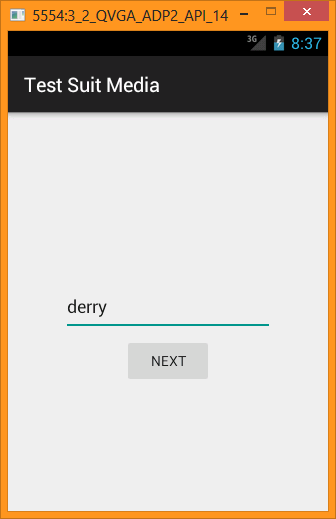 5554:3_2_QVGA_ADP2_API_14
3G 8:37
Test Suit Media
derry
NEXT